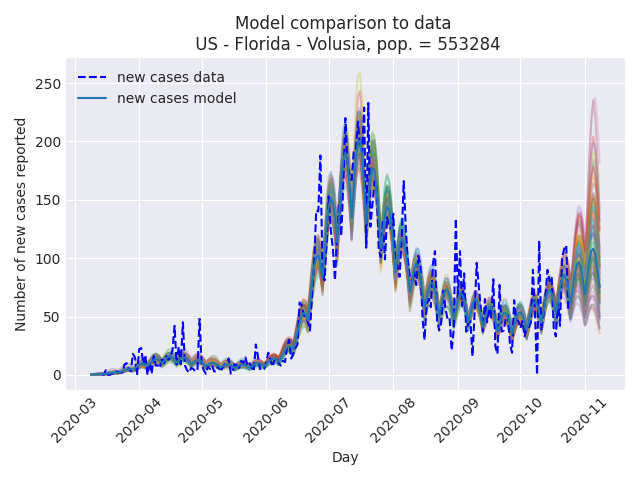 Model comparison to data
US - Florida - Volusia, pop. = 553284
new cases data
new cases model
Number of new cases reported
250
200
150
100
50
0
2020-03
2020-04
2020-05
2020-06
2020-07
2020-08
2020-09
2020-10
2020-11
Day